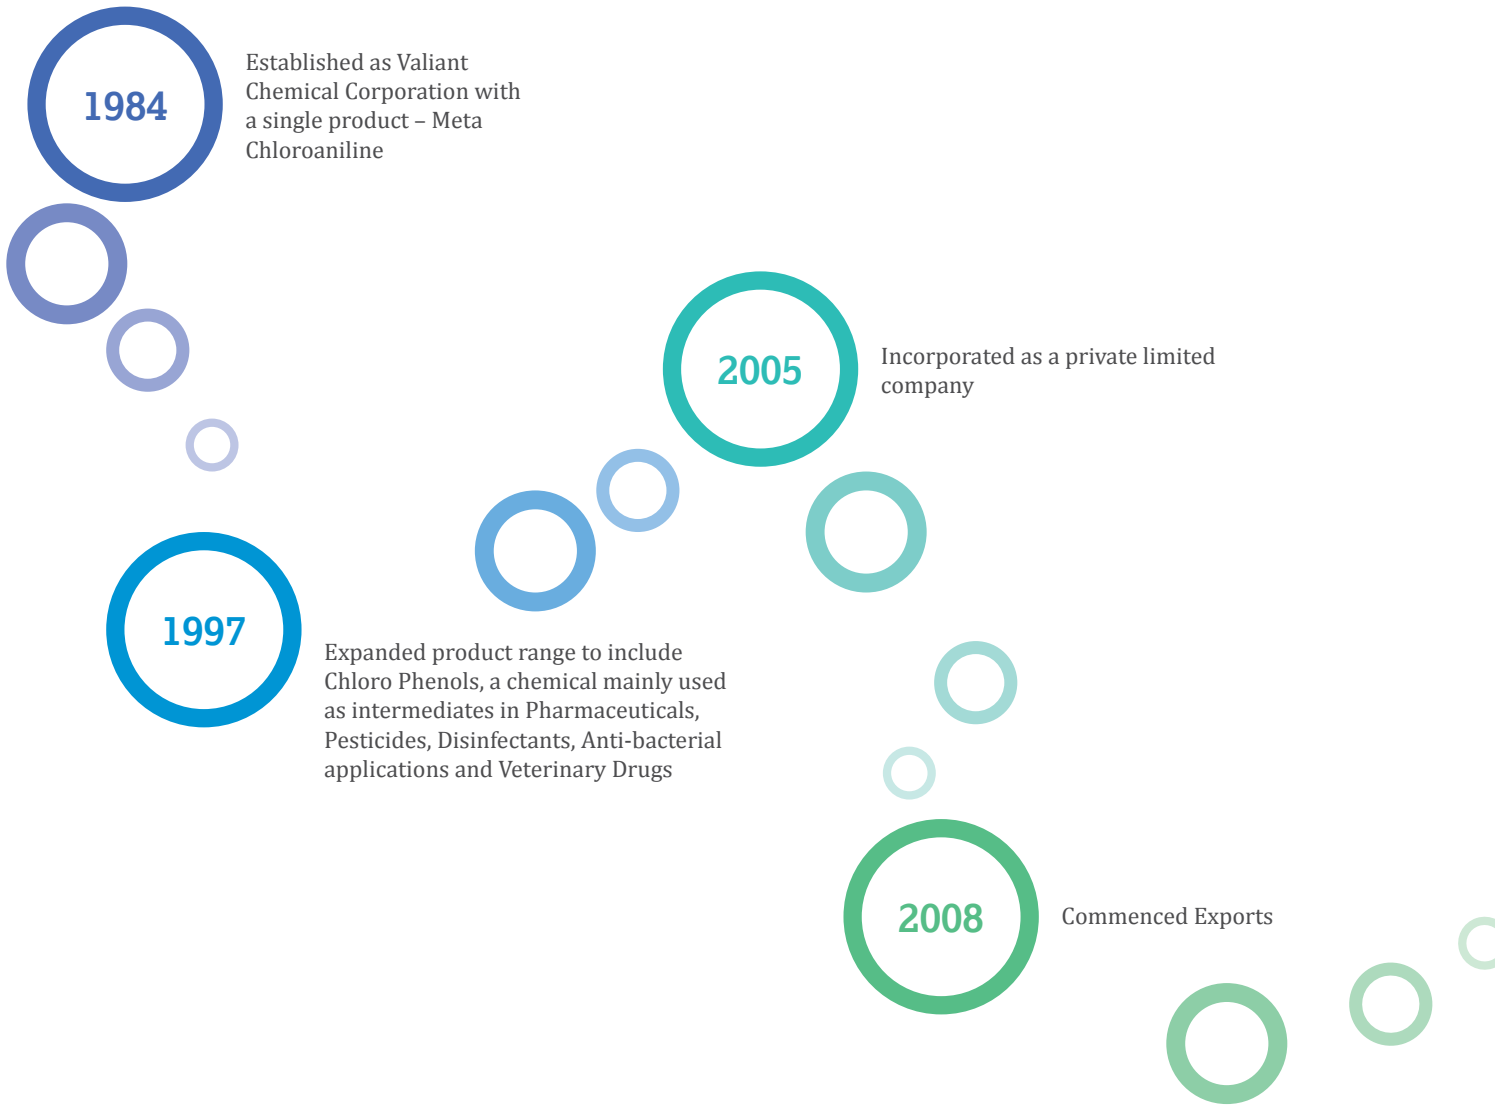 1984
Established as Valiant
Chemical Corporation with
a single product – Meta
Chloroaniline
2005
Incorporated as a private limited
company
1997
Expanded product range to include
Chloro Phenols, a chemical mainly used
as intermediates in Pharmaceuticals,
Pesticides, Disinfectants, Anti-bacterial
applications and Veterinary Drugs
2008
Commenced Exports